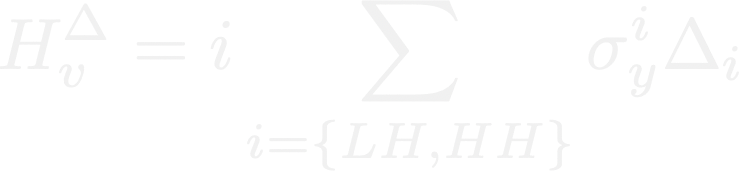 H_v^Δ = i ∑_{i={LH,HH}} σ_y^i Δ_i